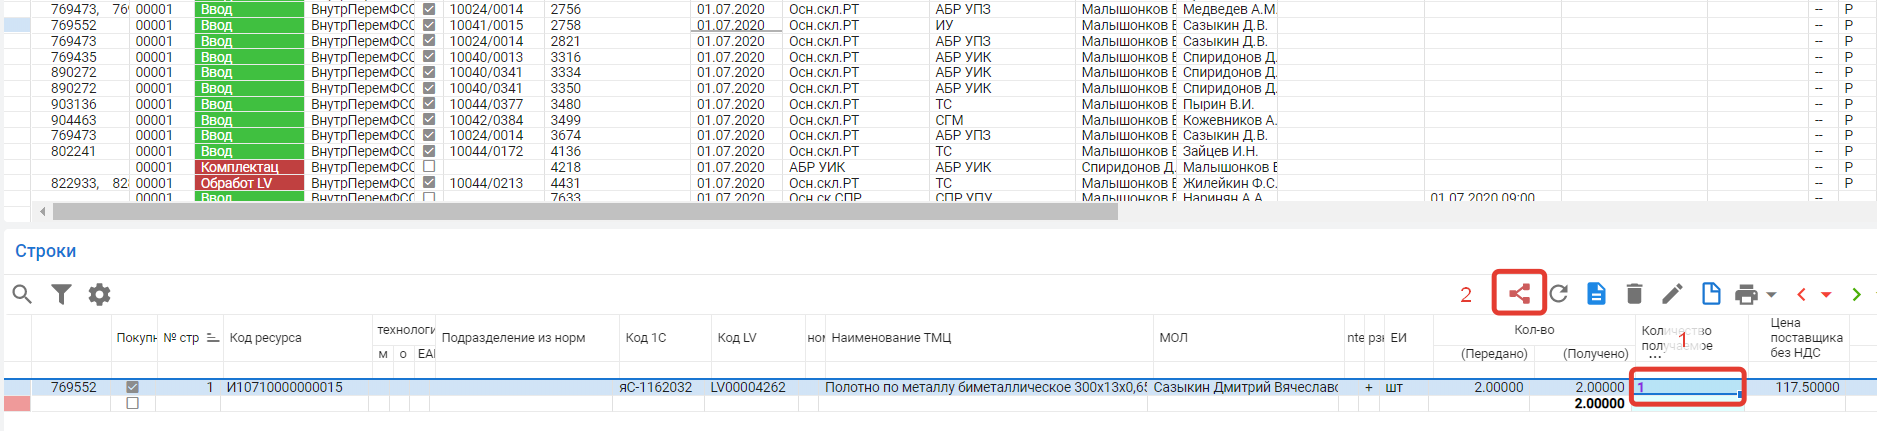 769473, 769 00001 Ввод ВнутрПеремФСС 10024/0014 2756 01.07.2020 Осн.скл.РТ АБР УПЗ Малышонков Е Медведев А.М. -- Р
769552 00001 Ввод ВнутрПеремФСС 10041/0015 2758 01.07.2020 Осн.скл.РТ ИУ Малышонков Е Сазыкин Д.В. -- Р
769473 00001 Ввод ВнутрПеремФСС 10024/0014 2821 01.07.2020 Осн.скл.РТ АБР УПЗ Малышонков Е Сазыкин Д.В. -- Р
769435 00001 Ввод ВнутрПеремФСС 10040/0013 3316 01.07.2020 Осн.скл.РТ АБР УИК Малышонков Е Спиридонов Д. -- Р
890272 00001 Ввод ВнутрПеремФСС 10040/0341 3334 01.07.2020 Осн.скл.РТ АБР УИК Малышонков Е Спиридонов Д. -- Р
890272 00001 Ввод ВнутрПеремФСС 10040/0341 3350 01.07.2020 Осн.скл.РТ АБР УИК Малышонков Е Спиридонов Д. -- Р
903136 00001 Ввод ВнутрПеремФСС 10044/0377 3480 01.07.2020 Осн.скл.РТ ТС Малышонков Е Пырин В.И. -- Р
904463 00001 Ввод ВнутрПеремФСС 10042/0384 3499 01.07.2020 Осн.скл.РТ СГМ Малышонков Е Кожевников А. -- Р
769473 00001 Ввод ВнутрПеремФСС 10024/0014 3674 01.07.2020 Осн.скл.РТ АБР УПЗ Малышонков Е Сазыкин Д.В. -- Р
802241 00001 Ввод ВнутрПеремФСС 10044/0172 4136 01.07.2020 Осн.скл.РТ ТС Малышонков Е Зайцев И.Н. -- Р
00001 Комплектац ВнутрПеремФСС 4218 01.07.2020 АБР УИК АБР УИК Спиридонов Д. Малышонков Е -- Р
822933, 828 00001 Обработ LV ВнутрПеремФСС 10044/0213 4431 01.07.2020 Осн.скл.РТ ТС Малышонков Е Жилейкин Ф.С. -- Р
00001 Ввод ВнутрПеремФСС 7633 01.07.2020 Осн.ск.СПР СПР УПУ Малышонков Е Наринян А.А. 01.07.2020 09:00 --
Строки
2
Покупн № стр Код ресурса технологи м о ЕАМ Подразделение из норм Код 1С Код LV ном Наименование ТМЦ МОЛ nte рэк ЕИ Кол-во (Передано) (Получено) Количество получаемое ... 1 Цена поставщика без НДС
769552 1 И10710000000015 яС-1162032 LV00004262 Полотно по металлу биметаллическое 300х13х0,65 Сазыкин Дмитрий Вячеславо + шт 2.00000 2.00000 1 117.50000
2.00000